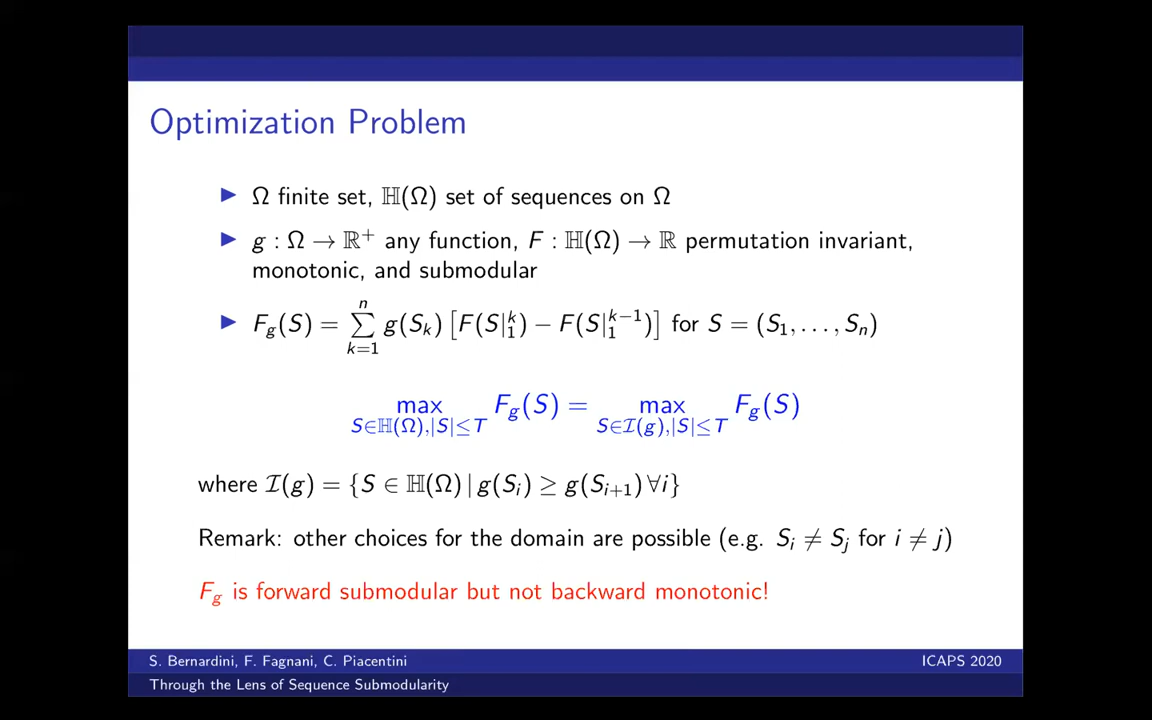 Optimization Problem
▶ Ω finite set, ℍ(Ω) set of sequences on Ω
▶ g : Ω → ℝ⁺ any function, F : ℍ(Ω) → ℝ permutation invariant,
monotonic, and submodular
▶ F_g(S) = ∑_{k=1}^{n} g(S_k) [F(S|_1^k) − F(S|_1^{k−1})] for S = (S_1, . . . , S_n)
max_{S∈ℍ(Ω),|S|≤T} F_g(S) = max_{S∈ℐ(g),|S|≤T} F_g(S)
where ℐ(g) = {S ∈ ℍ(Ω) | g(S_i) ≥ g(S_{i+1}) ∀i}
Remark: other choices for the domain are possible (e.g. S_i ≠ S_j for i ≠ j)
F_g is forward submodular but not backward monotonic!
S. Bernardini, F. Fagnani, C. Piacentini ICAPS 2020
Through the Lens of Sequence Submodularity